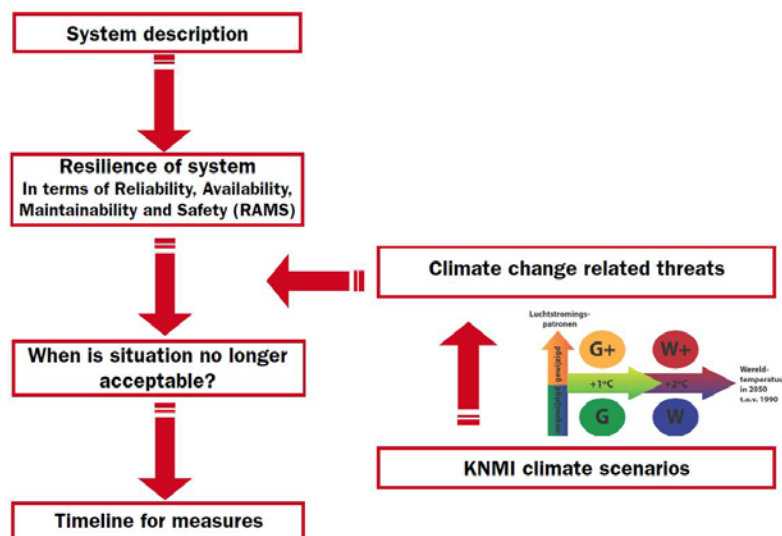 System description
Resilience of system
In terms of Reliability, Availability,
Maintainability and Safety (RAMS)
Climate change related threats
Luchtstromings-
patronen
gewijzigd
ongewijzigd
G+
W+
+1°C
+2°C
G
W
Wereld-
temperatuur
in 2050
t.o.v. 1990
When is situation no longer
acceptable?
KNMI climate scenarios
Timeline for measures